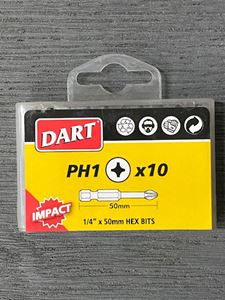 DART
PH1 x10
50mm
IMPACT
1/4" x 50mm HEX BITS